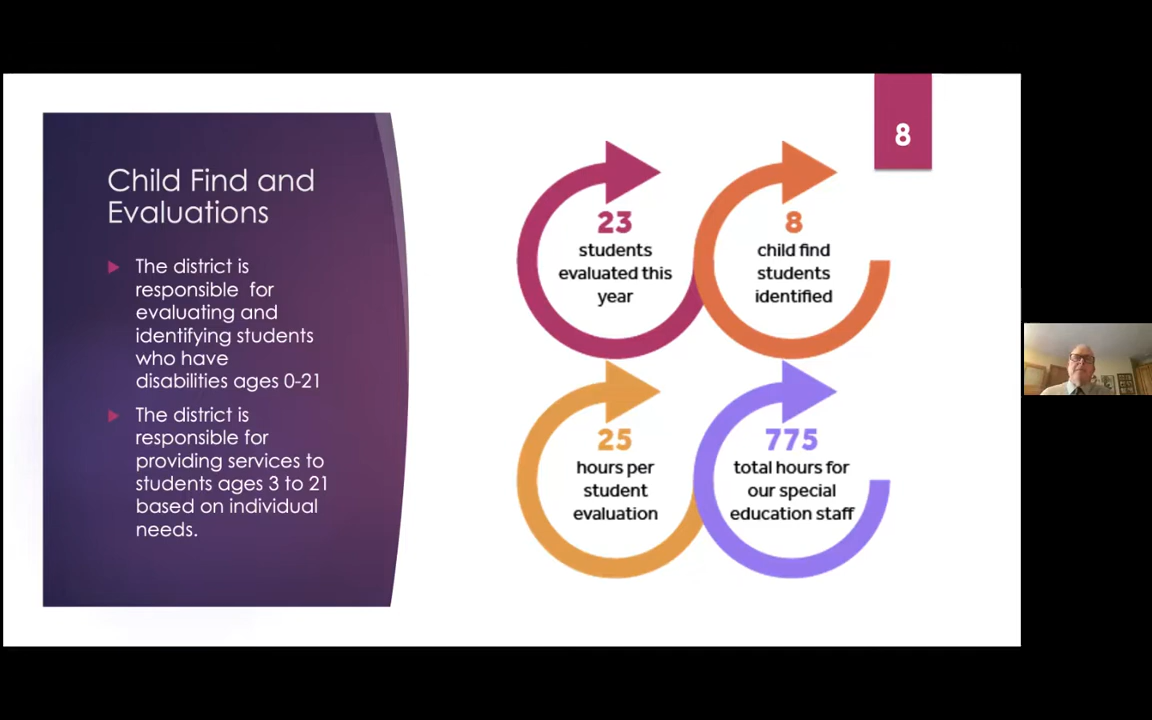 8
Child Find and
Evaluations
The district is
responsible for
evaluating and
identifying students
who have
disabilities ages 0-21
The district is
responsible for
providing services to
students ages 3 to 21
based on individual
needs.
23
students
evaluated this
year
8
child find
students
identified
25
hours per
student
evaluation
775
total hours for
our special
education staff